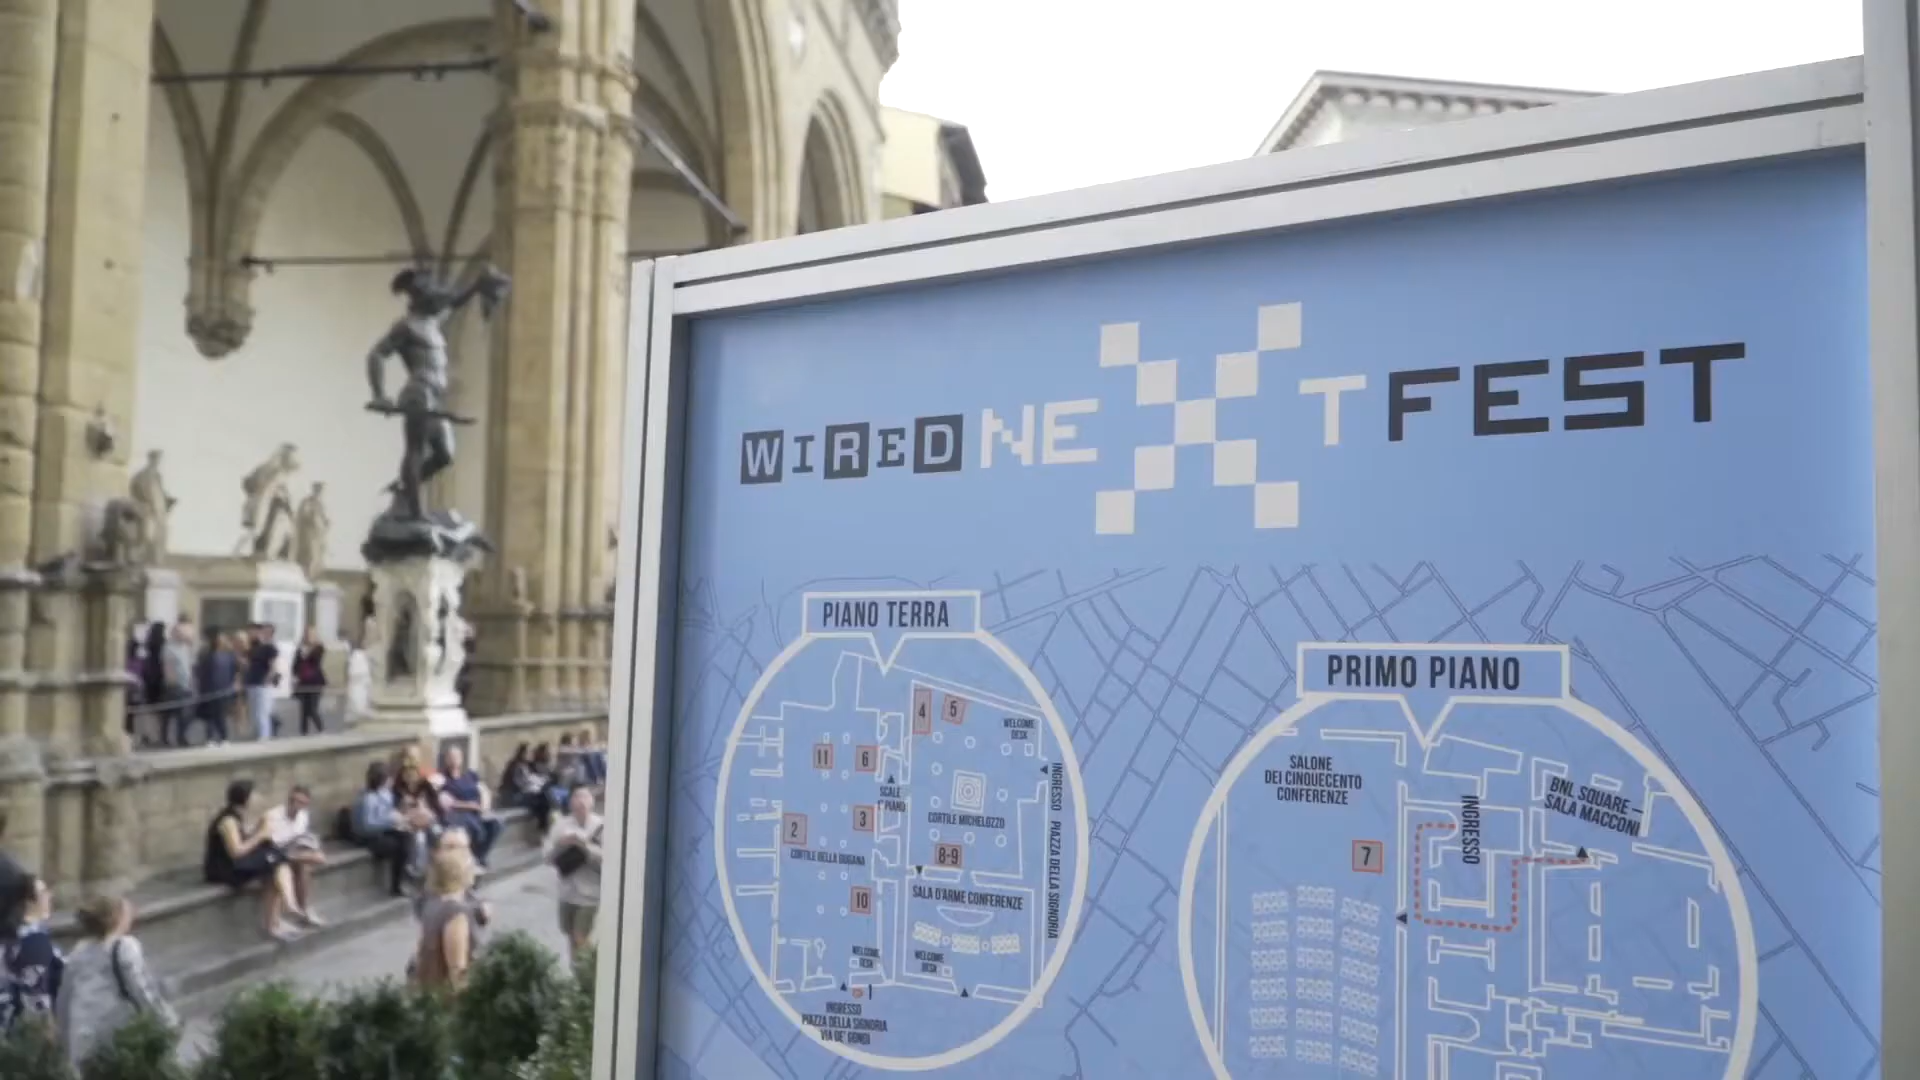 WIRED NEXT FEST
PIANO TERRA
4
5
WELCOME
DESK
11
6
SCALE
1° PIANO
2
3
CORTILE MICHELOZZO
CORTILE DELLA DOGANA
8-9
10
SALA D'ARME CONFERENZE
INGRESSO PIAZZA DELLA SIGNORIA
WELCOME
DESK
WELCOME
DESK
1
INGRESSO
PIAZZA DELLA SIGNORIA
VIA DE' GONDI
PRIMO PIANO
SALONE
DEI CINQUECENTO
CONFERENZE
7
INGRESSO
BNL SQUARE –
SALA MACCONI